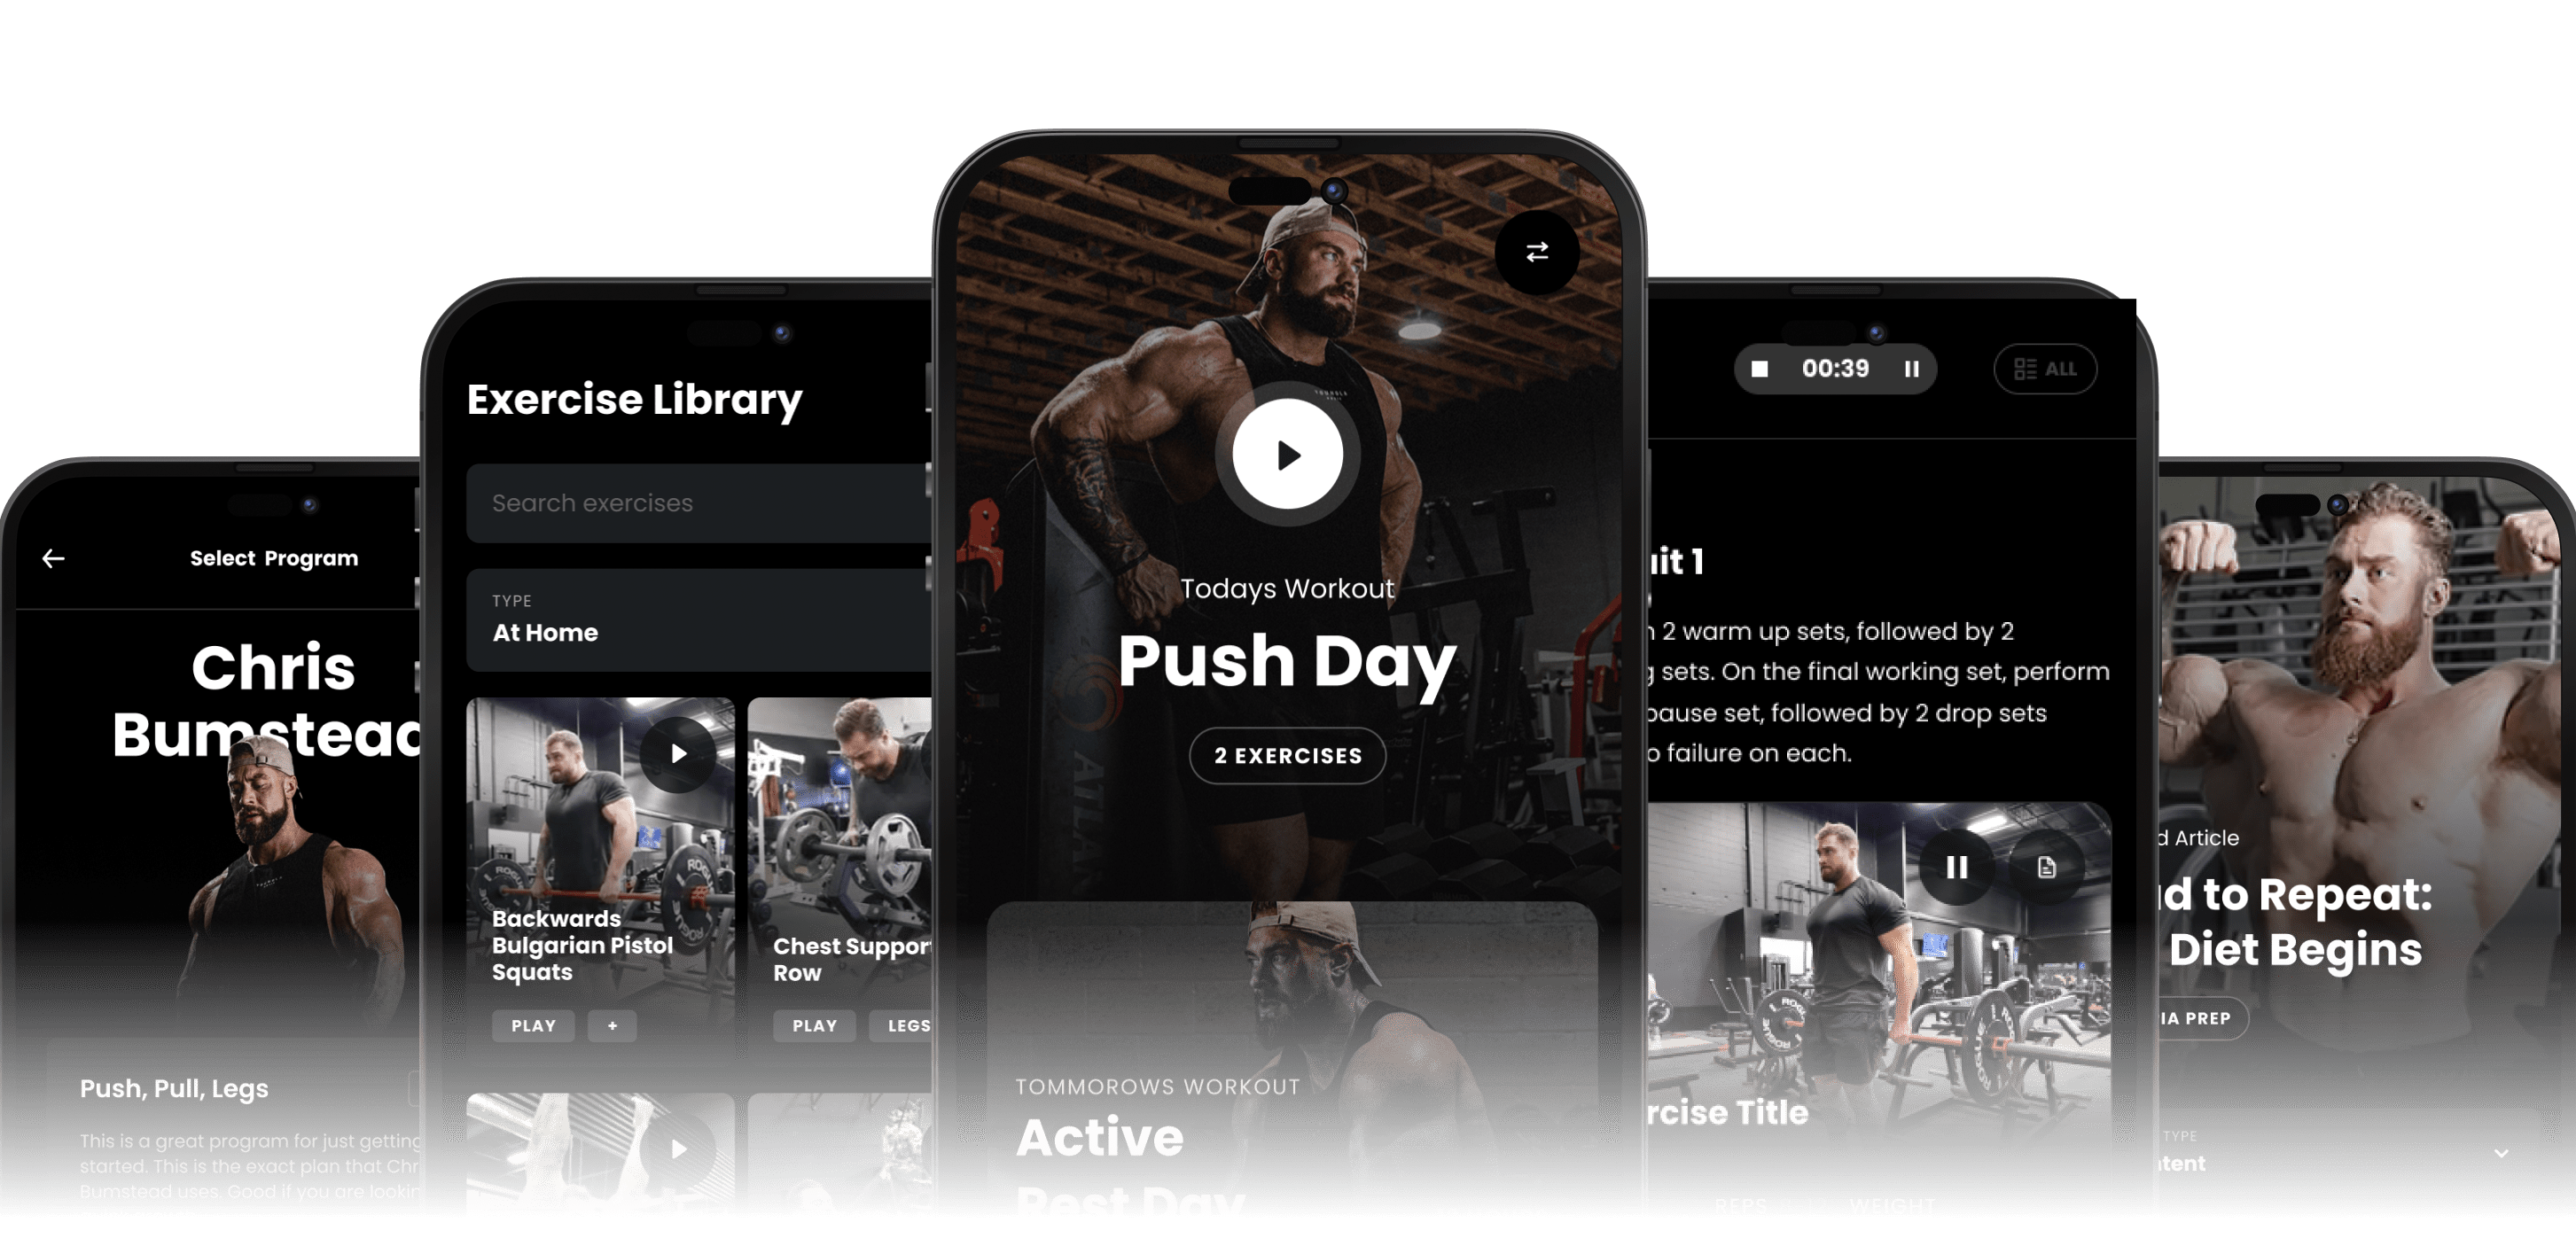 Select Program
Chris
Bumstead
Push, Pull, Legs
This is a great program for just getting
started. This is the exact plan that Chr
Bumstead uses. Good if you are lookin
Exercise Library
Search exercises
TYPE
At Home
Backwards
Bulgarian Pistol
Squats
PLAY +
Chest Support
Row
PLAY LEGS
Todays Workout
Push Day
2 EXERCISES
TOMMOROWS WORKOUT
Active
Rest Day
00:39
ALL
uit 1
2 warm up sets, followed by 2
g sets. On the final working set, perform
pause set, followed by 2 drop sets
o failure on each.
ROGUE
ROGUE
rcise Title
REPS WEIGHT
d Article
d to Repeat:
Diet Begins
IA PREP
TYPE
ntent